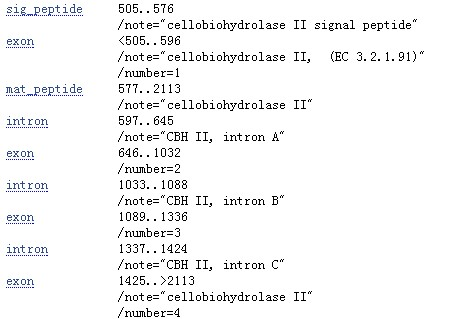 sig_peptide 505..576
/note="cellobiohydrolase II signal peptide"
exon <505..596
/note="cellobiohydrolase II, (EC 3.2.1.91)"
/number=1
mat_peptide 577..2113
/note="cellobiohydrolase II"
intron 597..645
/note="CBH II, intron A"
exon 646..1032
/number=2
intron 1033..1088
/note="CBH II, intron B"
exon 1089..1336
/number=3
intron 1337..1424
/note="CBH II, intron C"
exon 1425..>2113
/note="cellobiohydrolase II"
/number=4